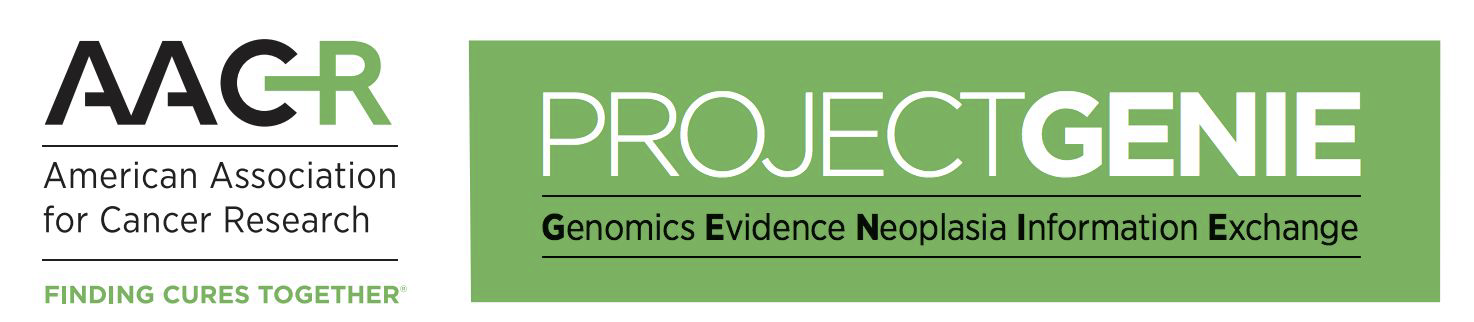 AACR
American Association
for Cancer Research
FINDING CURES TOGETHER®
PROJECTGENIE
Genomics Evidence Neoplasia Information Exchange